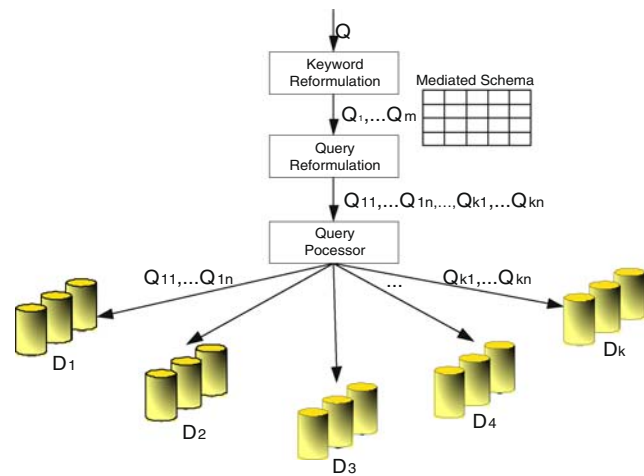 Q
Keyword
Reformulation
Mediated Schema
Q1,...Qm
Query
Reformulation
Q11,...Q1n,...,Qk1,...Qkn
Query
Pocessor
Q11,...Q1n
...
Qk1,...Qkn
D1
D2
D3
D4
Dk